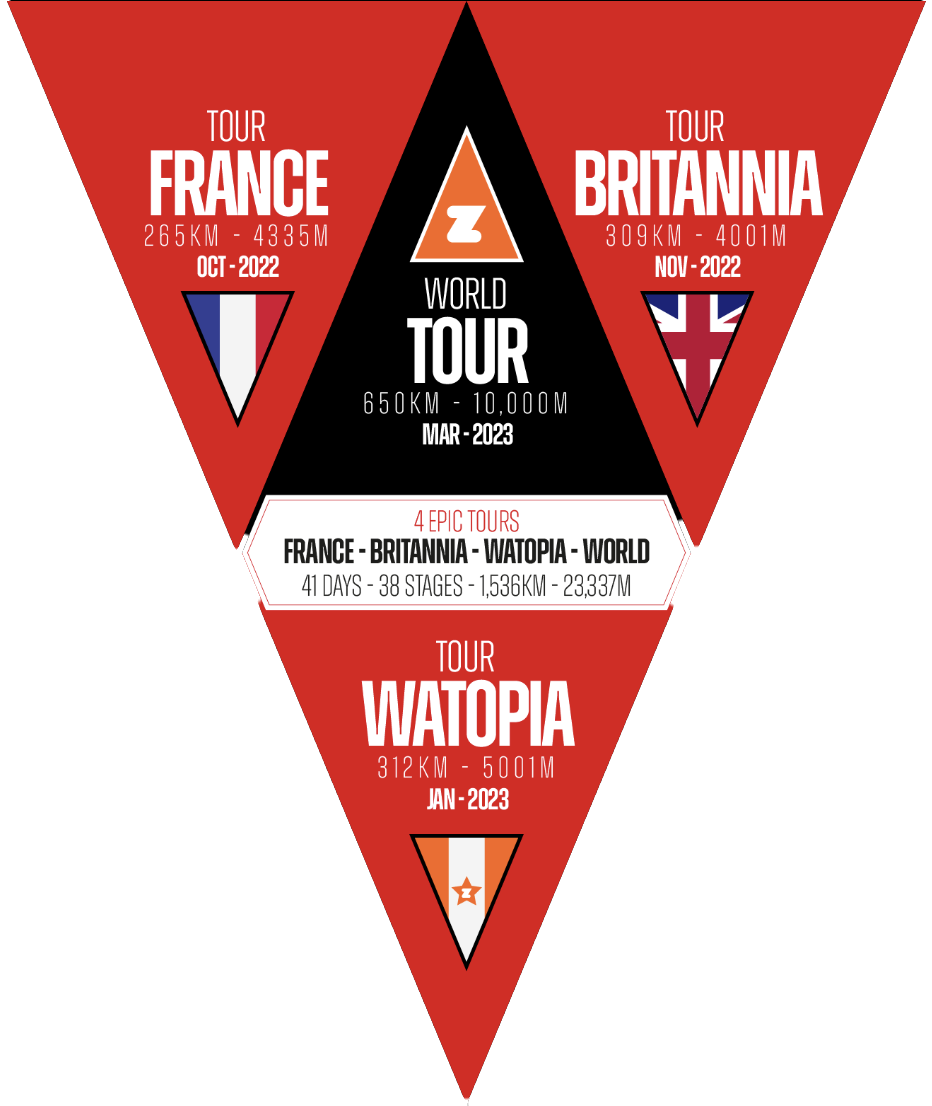 TOUR
FRANCE
265KM - 4335M
OCT - 2022
TOUR
BRITANNIA
309KM - 4001M
NOV - 2022
Z
WORLD
TOUR
650KM - 10,000M
MAR - 2023
4 EPIC TOURS
FRANCE - BRITANNIA - WATOPIA - WORLD
41 DAYS - 38 STAGES - 1,536KM - 23,337M
TOUR
WATOPIA
312KM - 5001M
JAN - 2023
Z